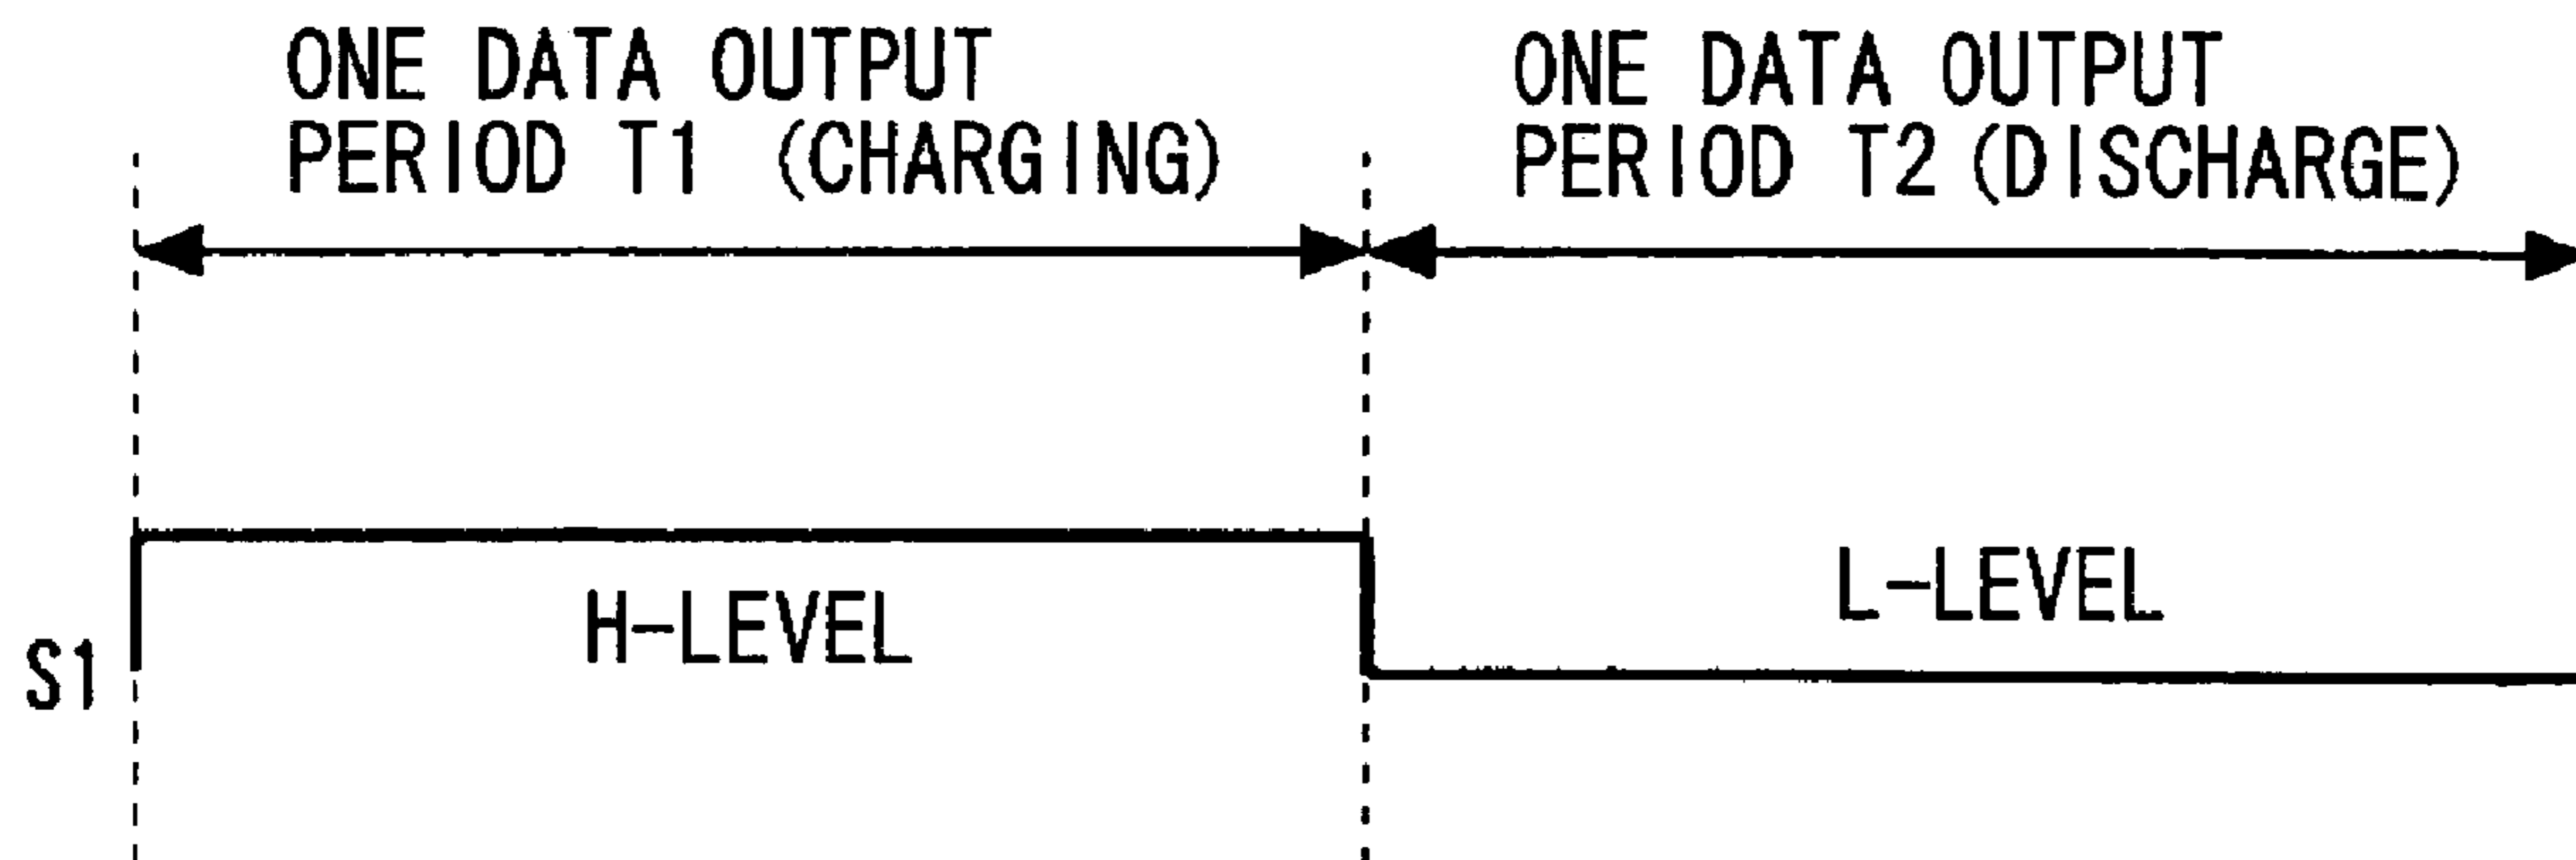 ONE DATA OUTPUT
PERIOD T1 (CHARGING)
ONE DATA OUTPUT
PERIOD T2 (DISCHARGE)
H-LEVEL
L-LEVEL
S1